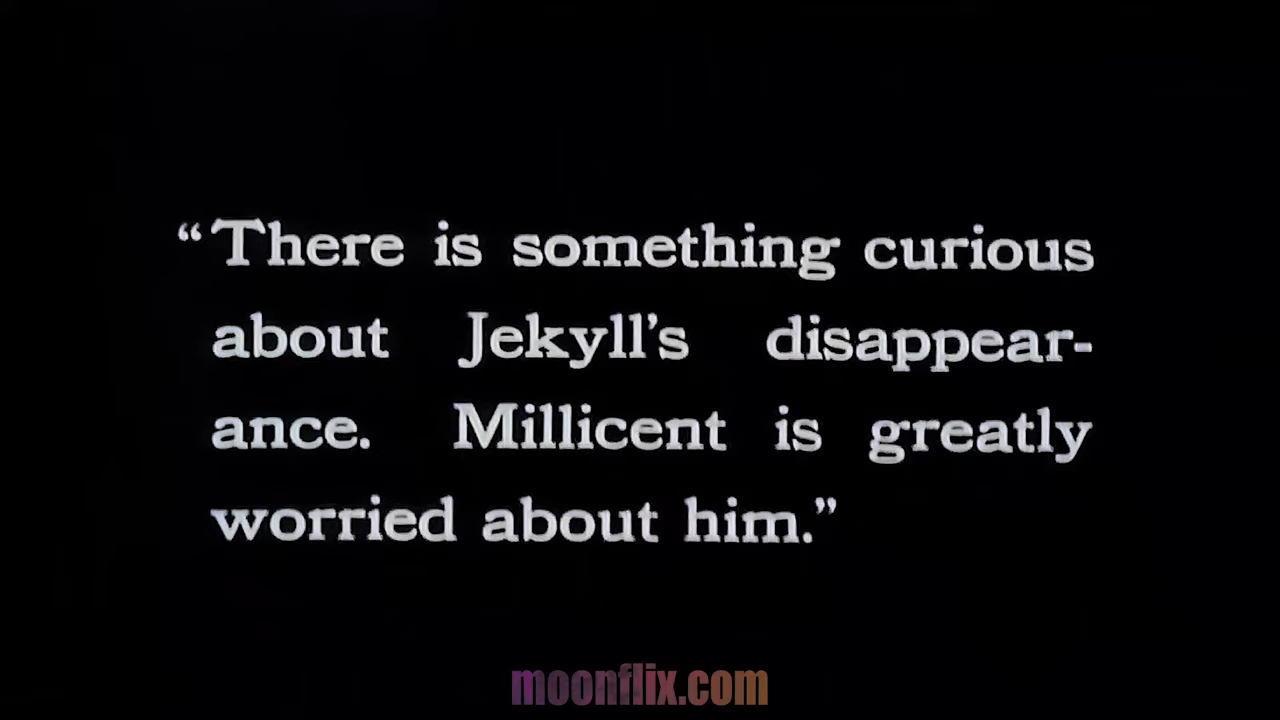 “There is something curious
about Jekyll’s disappear-
ance. Millicent is greatly
worried about him.”
moonflix.com